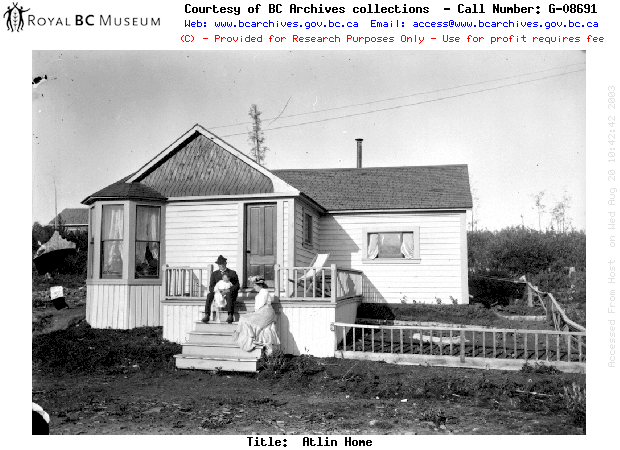 Courtesy of BC Archives collections - Call Number: G-08691
ROYAL BC MUSEUM
Web: www.bcarchives.gov.bc.ca Email: access@www.bcarchives.gov.bc.ca
(C) - Provided for Research Purposes Only - Use for profit requires fee
Accessed From Host on Wed Aug 20 10:42:42 2003
Title: Atlin Home